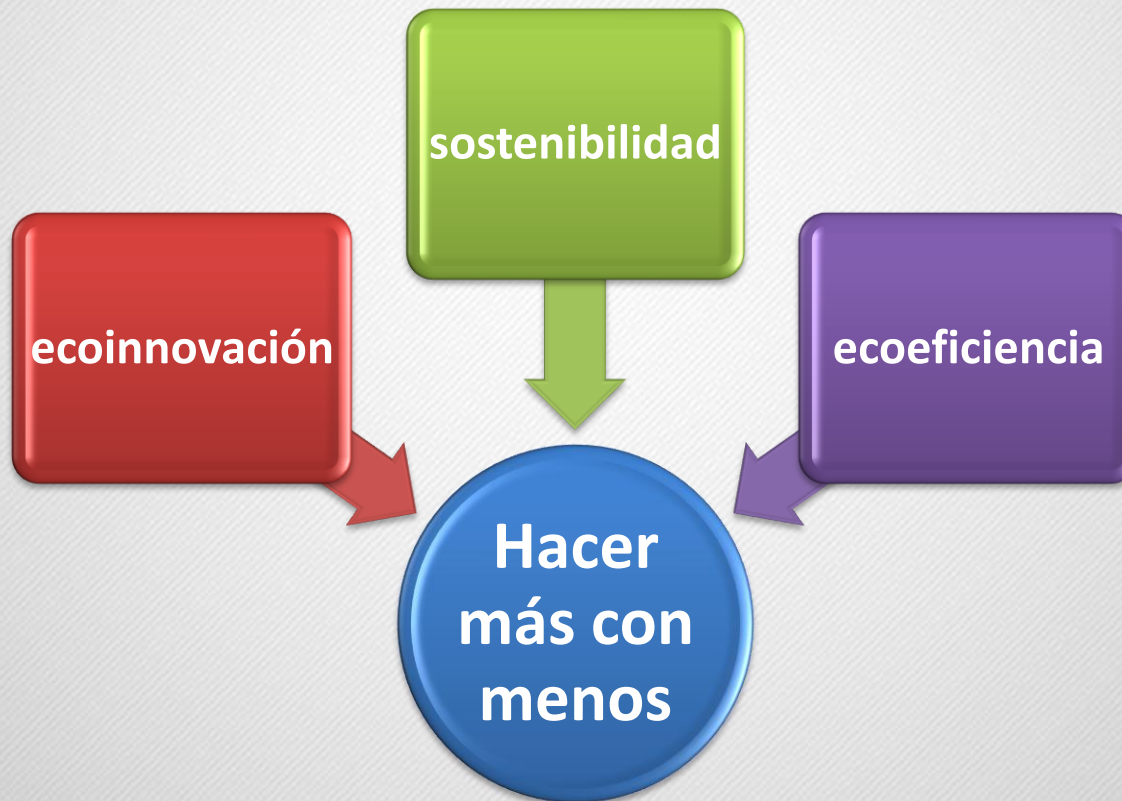 sostenibilidad
ecoinnovación
ecoeficiencia
Hacer
más con
menos